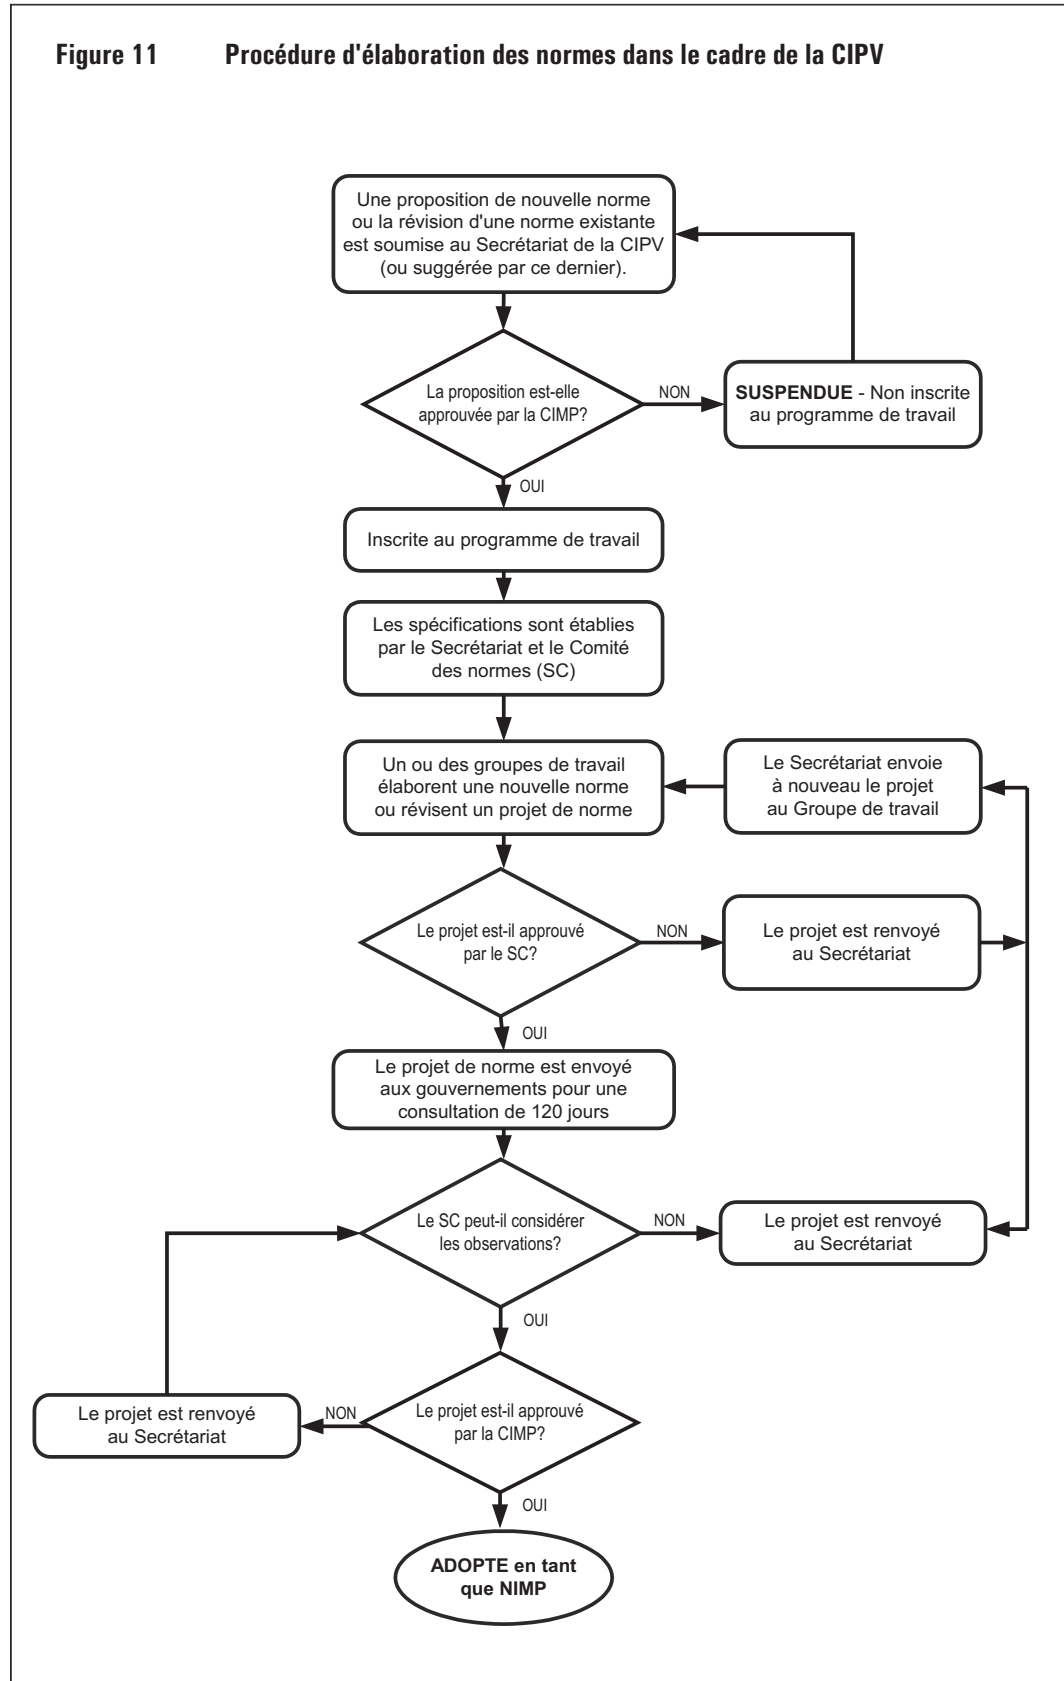 Figure 11 Procédure d'élaboration des normes dans le cadre de la CIPV
Une proposition de nouvelle norme
ou la révision d'une norme existante
est soumise au Secrétariat de la CIPV
(ou suggérée par ce dernier).
La proposition est-elle
approuvée par la CIMP?
NON
SUSPENDUE - Non inscrite
au programme de travail
OUI
Inscrite au programme de travail
Les spécifications sont établies
par le Secrétariat et le Comité
des normes (SC)
Un ou des groupes de travail
élaborent une nouvelle norme
ou révisent un projet de norme
Le Secrétariat envoie
à nouveau le projet
au Groupe de travail
Le projet est-il approuvé
par le SC?
NON
Le projet est renvoyé
au Secrétariat
OUI
Le projet de norme est envoyé
aux gouvernements pour une
consultation de 120 jours
Le SC peut-il considérer
les observations?
NON
Le projet est renvoyé
au Secrétariat
OUI
Le projet est-il approuvé
par la CIMP?
NON
Le projet est renvoyé
au Secrétariat
OUI
ADOPTE en tant
que NIMP